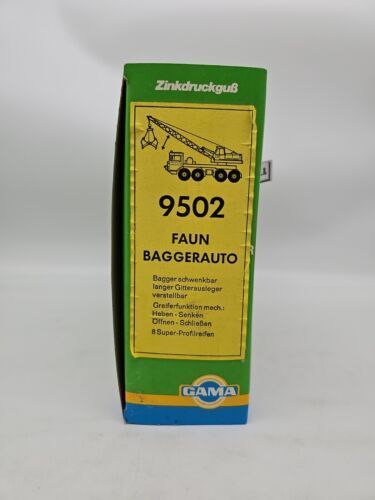 Zinkdruckguß
9502
FAUN
BAGGERAUTO
Bagger schwenkbar
langer Gitterausleger
verstellbar
Greiferfunktion mech.:
Heben - Senken
Öffnen - Schließen
8 Super-Profilreifen
GAMA